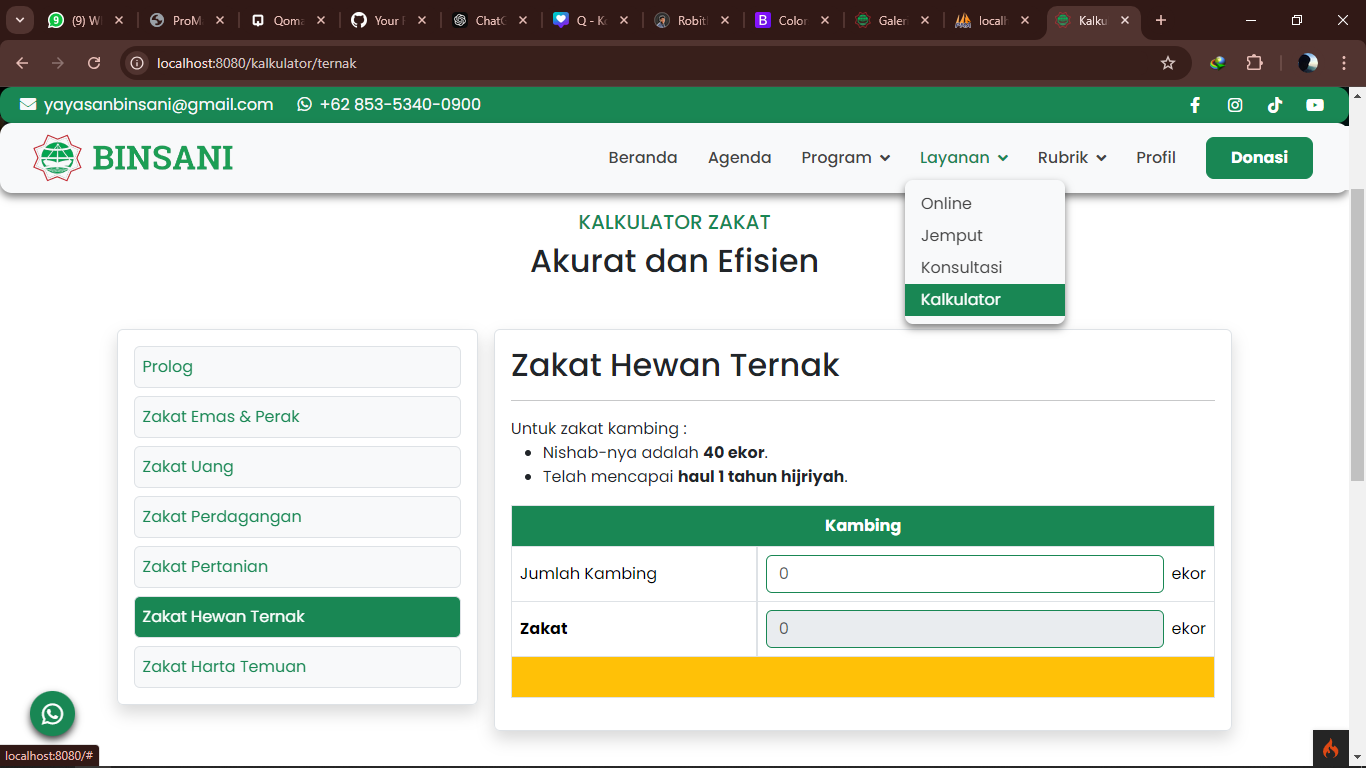 (9) W
ProM
Qoma
Your F
ChatG
Q - Ke
Robit
Color
Galer
localh
Kalku
localhost:8080/kalkulator/ternak
yayasanbinsani@gmail.com +62 853-5340-0900
BINSANI
Beranda Agenda Program Layanan Rubrik Profil Donasi
Online
Jemput
Konsultasi
Kalkulator
KALKULATOR ZAKAT
Akurat dan Efisien
Prolog
Zakat Emas & Perak
Zakat Uang
Zakat Perdagangan
Zakat Pertanian
Zakat Hewan Ternak
Zakat Harta Temuan
Zakat Hewan Ternak
Untuk zakat kambing :
• Nishab-nya adalah 40 ekor.
• Telah mencapai haul 1 tahun hijriyah.
Kambing
Jumlah Kambing 0 ekor
Zakat 0 ekor
localhost:8080/#